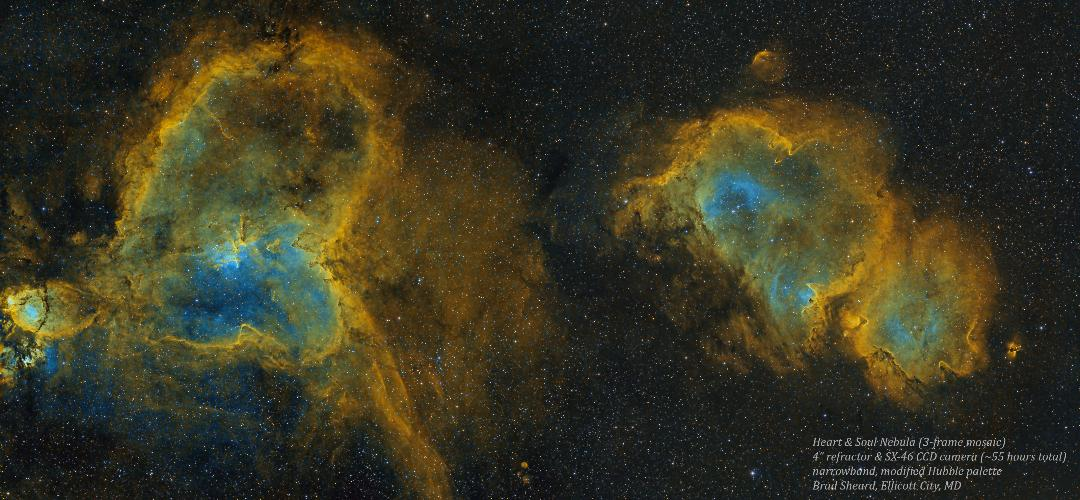 Heart & Soul Nebula (3-frame mosaic)
4" refractor & SX-46 CCD camera (~55 hours total)
narrowband, modified Hubble palette
Brad Sheard, Ellicott City, MD